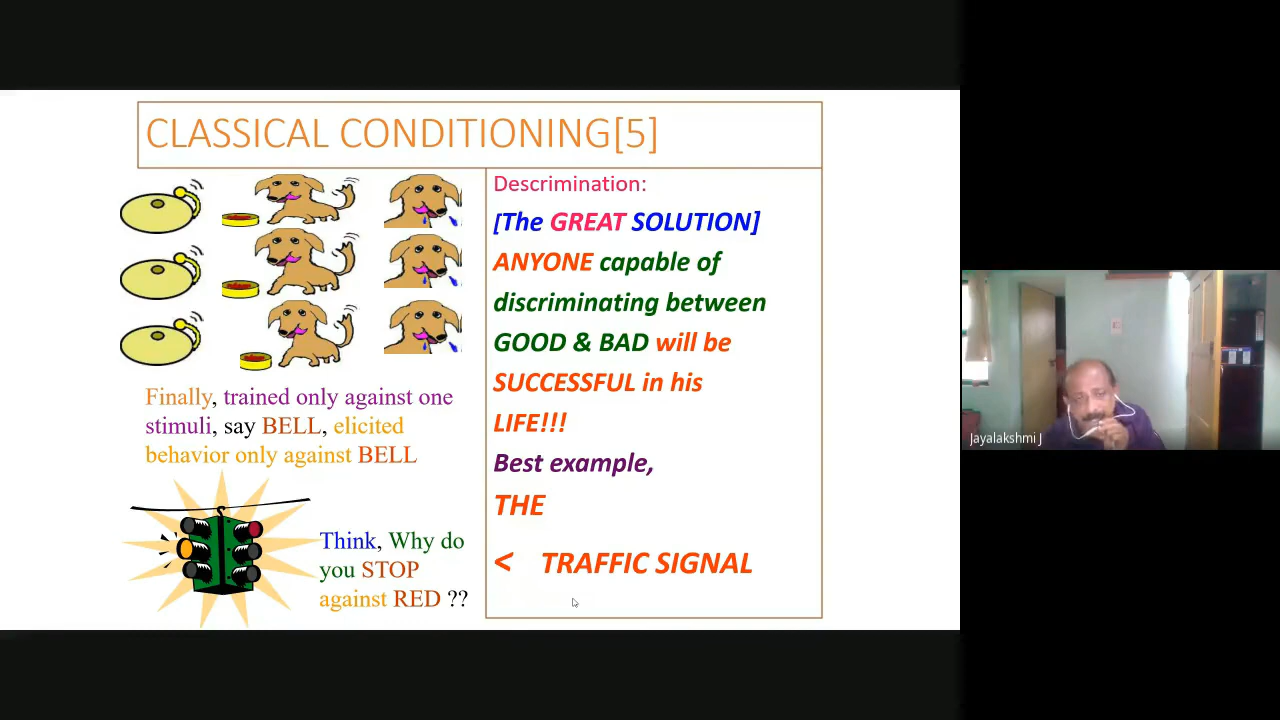 CLASSICAL CONDITIONING[5]
Finally, trained only against one
stimuli, say BELL, elicited
behavior only against BELL
Think, Why do
you STOP
against RED ??
Descrimination:
[The GREAT SOLUTION]
ANYONE capable of
discriminating between
GOOD & BAD will be
SUCCESSFUL in his
LIFE!!!
Best example,
THE
< TRAFFIC SIGNAL
Jayalakshmi J